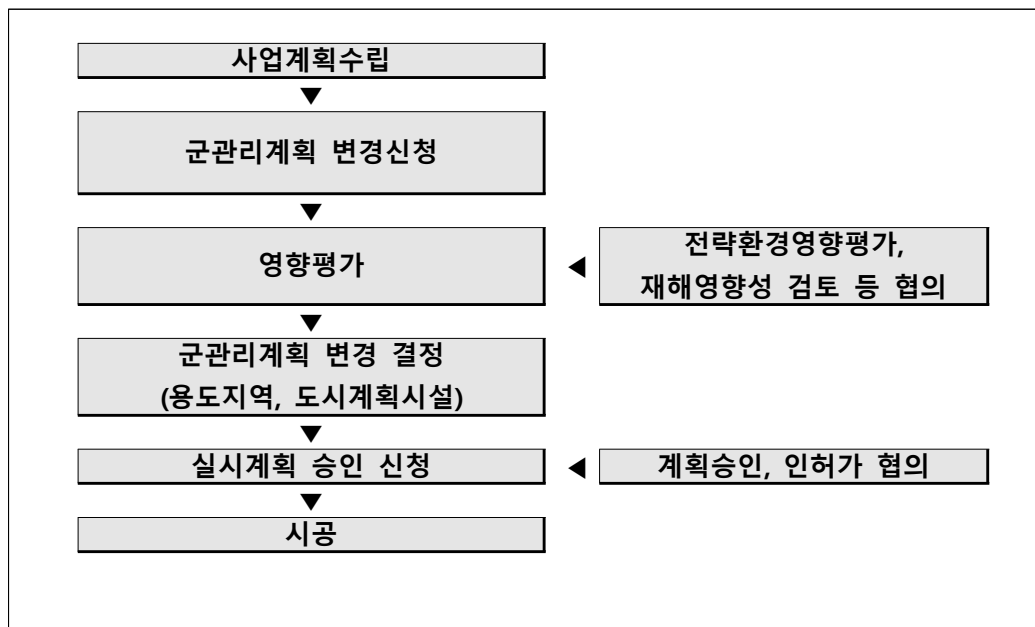 사업계획수립
▼
군관리계획 변경신청
▼
영향평가
◀
전략환경영향평가,
재해영향성 검토 등 협의
▼
군관리계획 변경 결정
(용도지역, 도시계획시설)
▼
실시계획 승인 신청
◀
계획승인, 인허가 협의
▼
시공